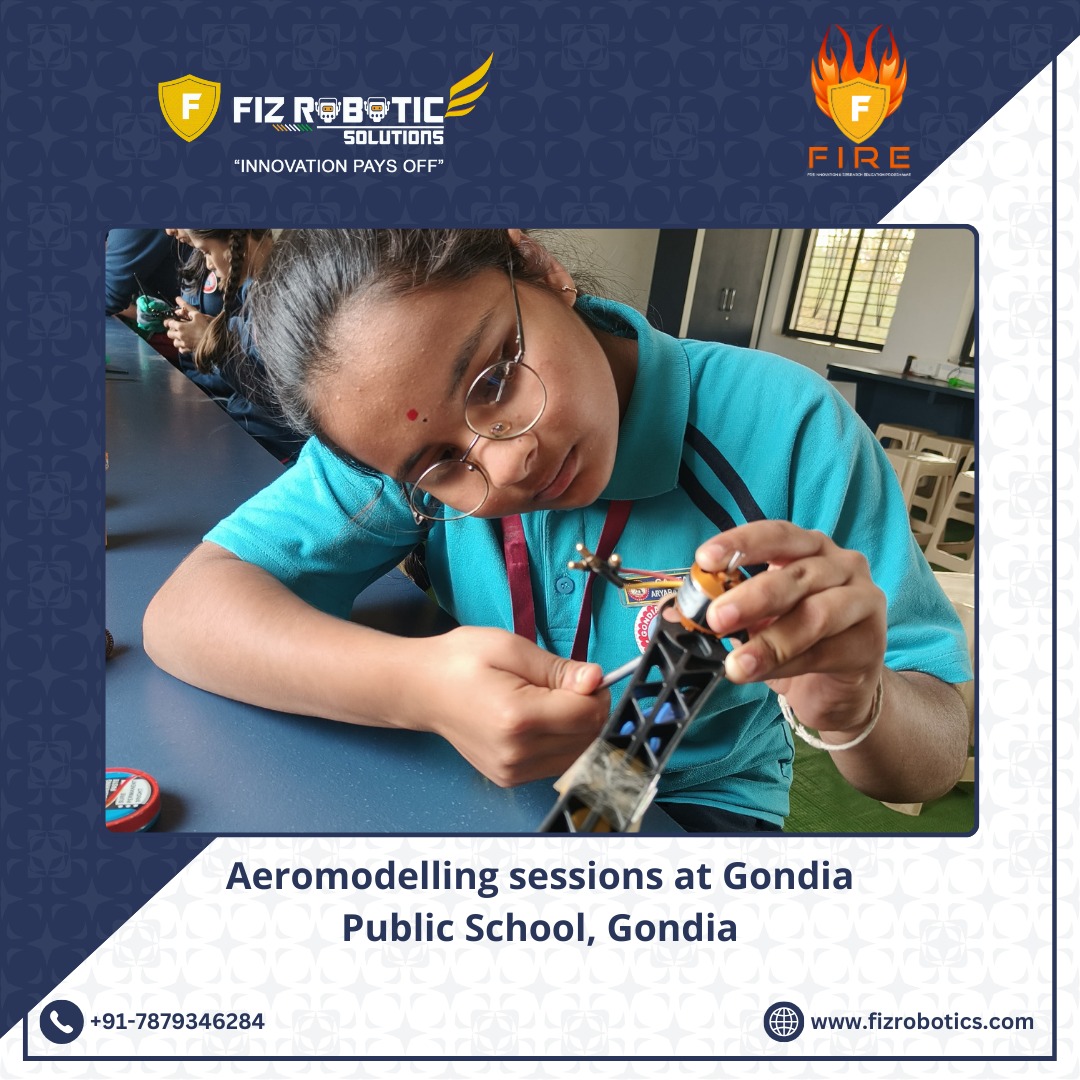 F
FIZ ROBOTIC
SOLUTIONS
“INNOVATION PAYS OFF”
F
FIRE
Aeromodelling sessions at Gondia
Public School, Gondia
+91-7879346284
www.fizrobotics.com